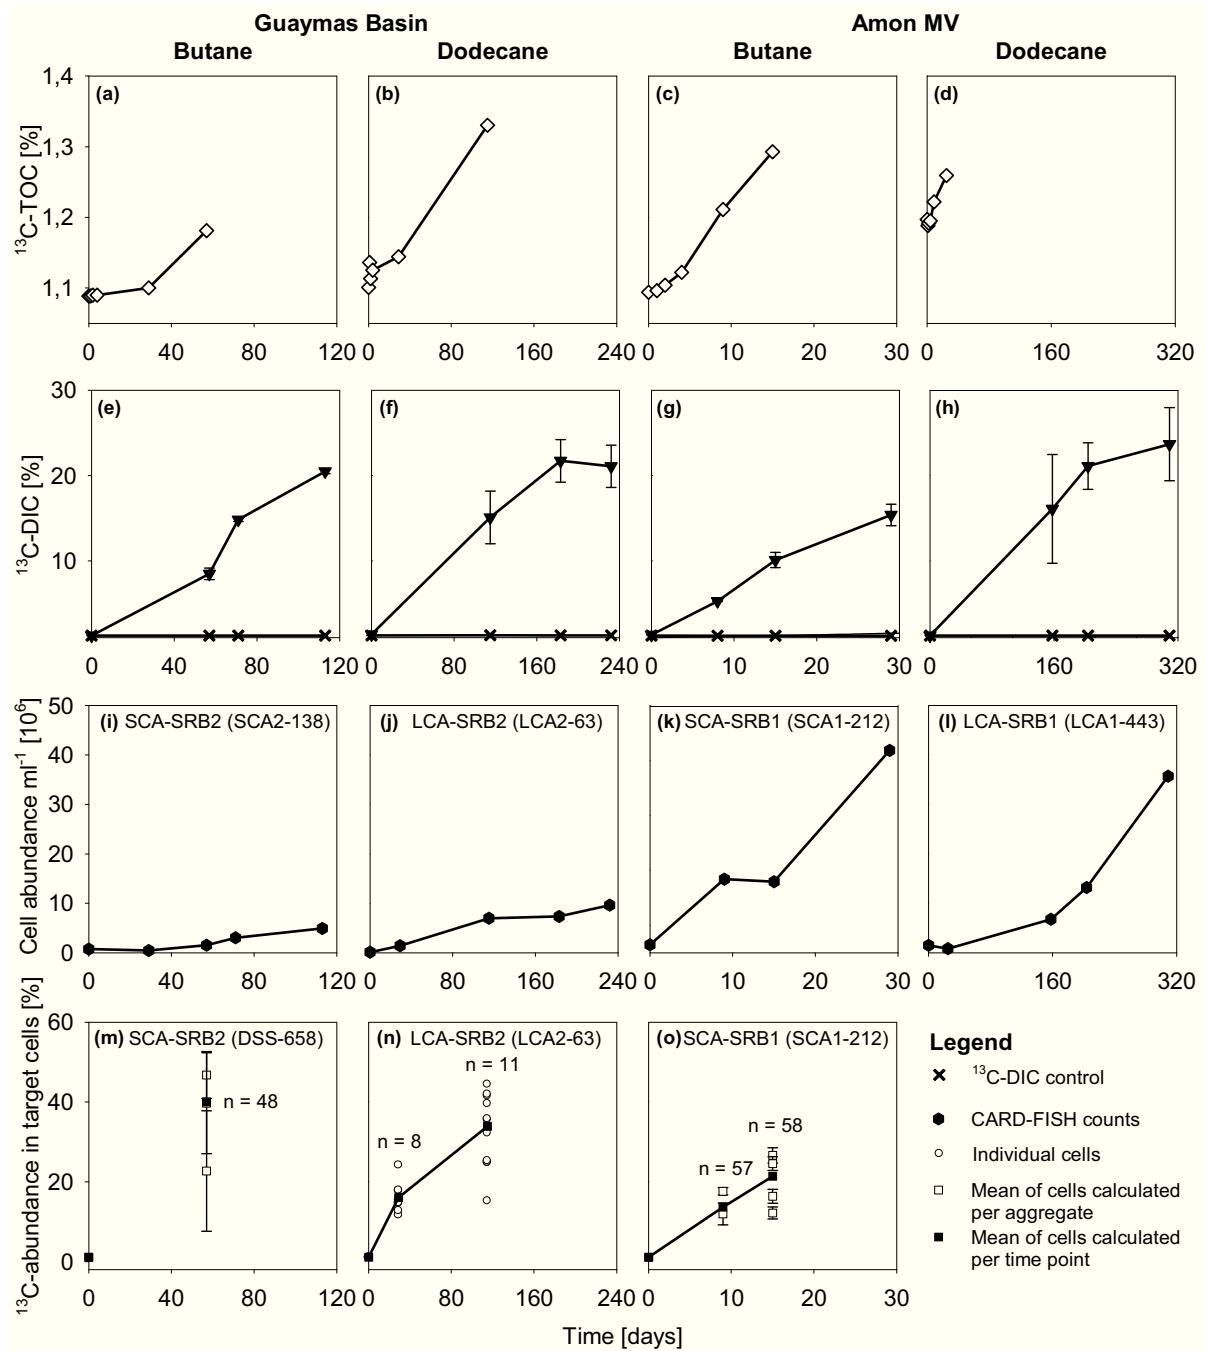 Guaymas Basin Amon MV
Butane Dodecane Butane Dodecane
¹³C-TOC [%]
1,4
1,3
1,2
1,1
(a) (b) (c) (d)
0 40 80 120 0 80 160 240 0 10 20 30 0 160 320
¹³C-DIC [%]
30
20
10
(e) (f) (g) (h)
0 40 80 120 0 80 160 240 0 10 20 30 0 160 320
Cell abundance ml⁻¹ [10⁶]
50
40
30
20
10
0
(i) SCA-SRB2 (SCA2-138) (j) LCA-SRB2 (LCA2-63) (k) SCA-SRB1 (SCA1-212) (l) LCA-SRB1 (LCA1-443)
0 40 80 120 0 80 160 240 0 10 20 30 0 160 320
¹³C-abundance in target cells [%]
60
40
20
0
(m) SCA-SRB2 (DSS-658) (n) LCA-SRB2 (LCA2-63) (o) SCA-SRB1 (SCA1-212)
n = 48
n = 8
n = 11
n = 57
n = 58
0 40 80 120 0 80 160 240 0 10 20 30
Time [days]
Legend
¹³C-DIC control
CARD-FISH counts
Individual cells
Mean of cells calculated
per aggregate
Mean of cells calculated
per time point